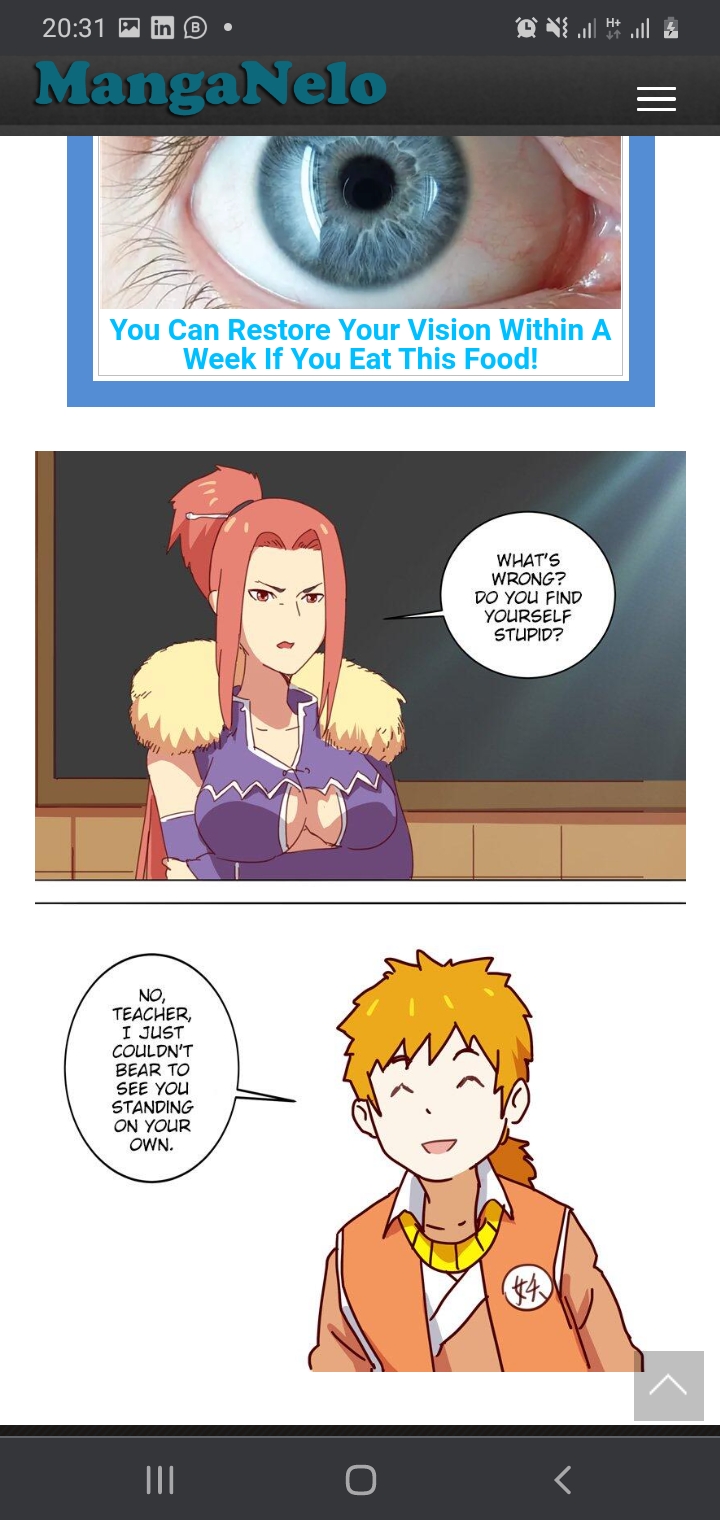 20:31
H+
MangaNelo
You Can Restore Your Vision Within A
Week If You Eat This Food!
WHAT'S
WRONG?
DO YOU FIND
YOURSELF
STUPID?
NO,
TEACHER,
I JUST
COULDN'T
BEAR TO
SEE YOU
STANDING
ON YOUR
OWN.